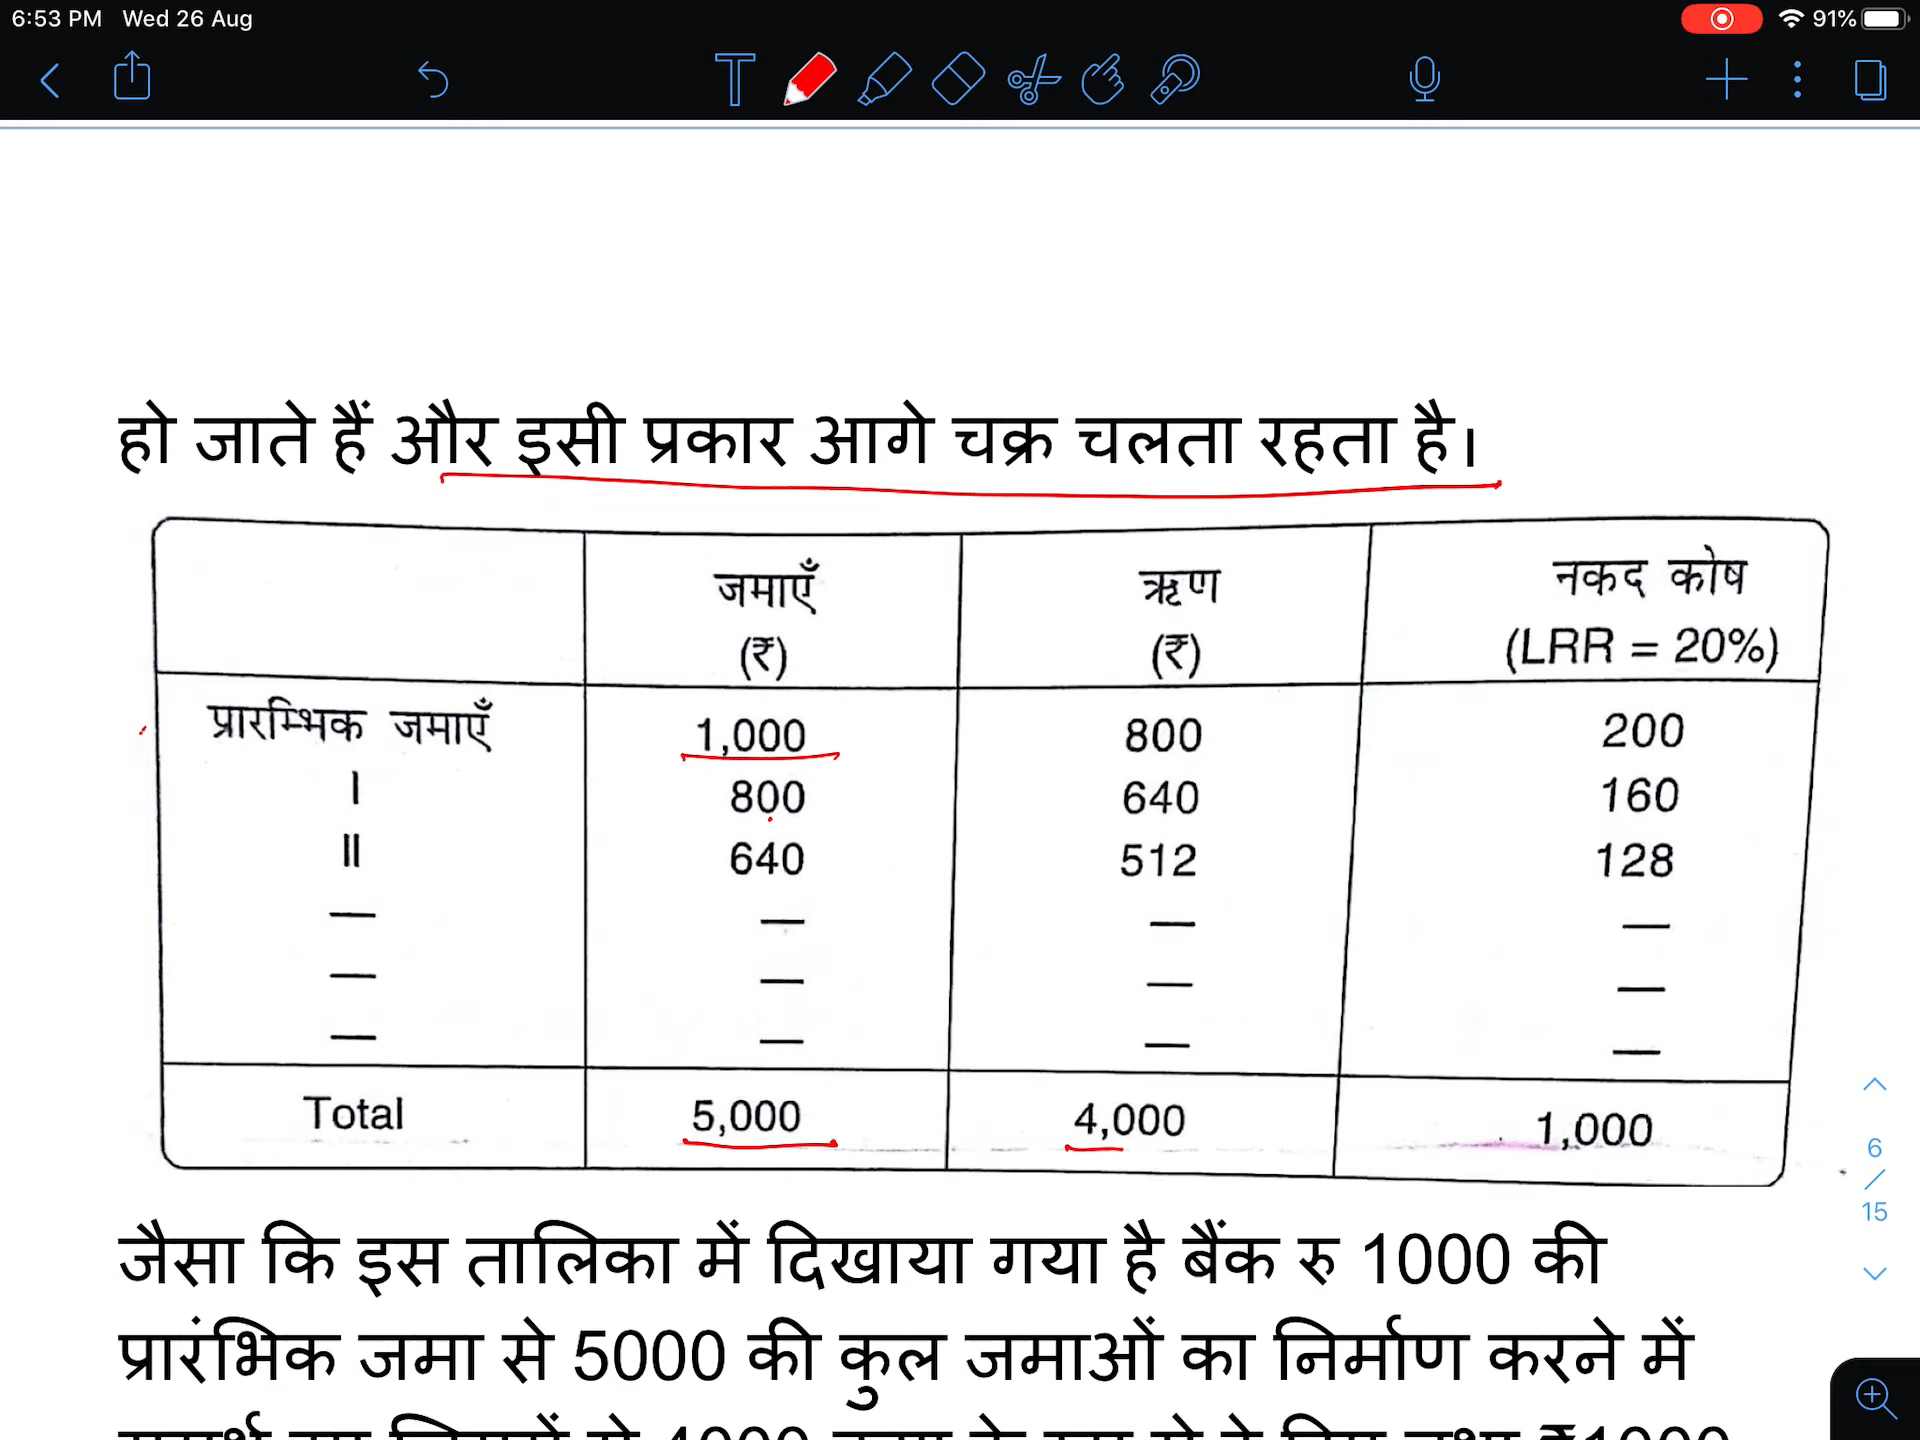 6:53 PM Wed 26 Aug 91%
T
हो जाते हैं और इसी प्रकार आगे चक्र चलता रहता है।
जमाएँ (₹) ऋण (₹) नकद कोष (LRR = 20%)
प्रारम्भिक जमाएँ 1,000 800 200
I 800 640 160
II 640 512 128
— — — —
— — — —
— — — —
Total 5,000 4,000 1,000
6 / 15
जैसा कि इस तालिका में दिखाया गया है बैंक रु 1000 की
प्रारंभिक जमा से 5000 की कुल जमाओं का निर्माण करने में